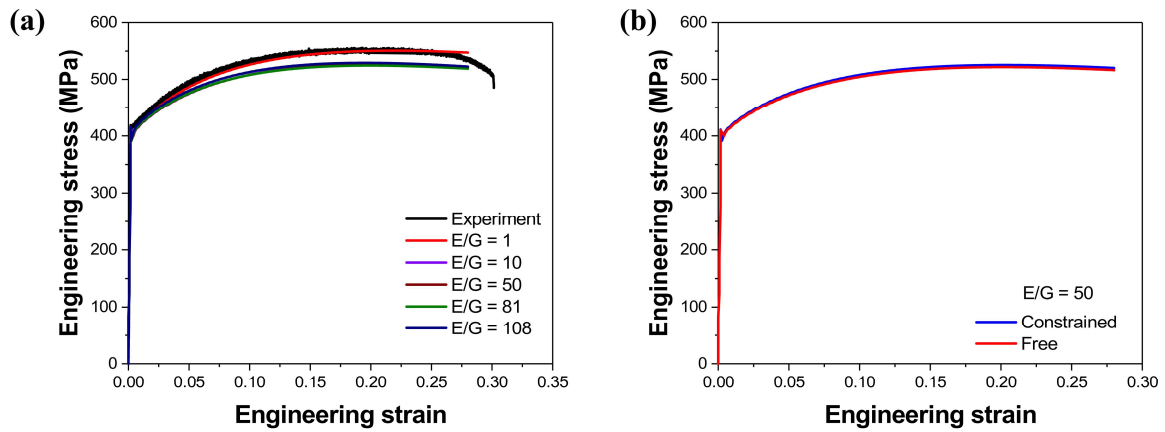 (a)
600
500
400
300
200
100
0
Engineering stress (MPa)
Experiment
E/G = 1
E/G = 10
E/G = 50
E/G = 81
E/G = 108
0.00 0.05 0.10 0.15 0.20 0.25 0.30 0.35
Engineering strain
(b)
600
500
400
300
200
100
0
Engineering stress (MPa)
E/G = 50
Constrained
Free
0.00 0.05 0.10 0.15 0.20 0.25 0.30
Engineering strain